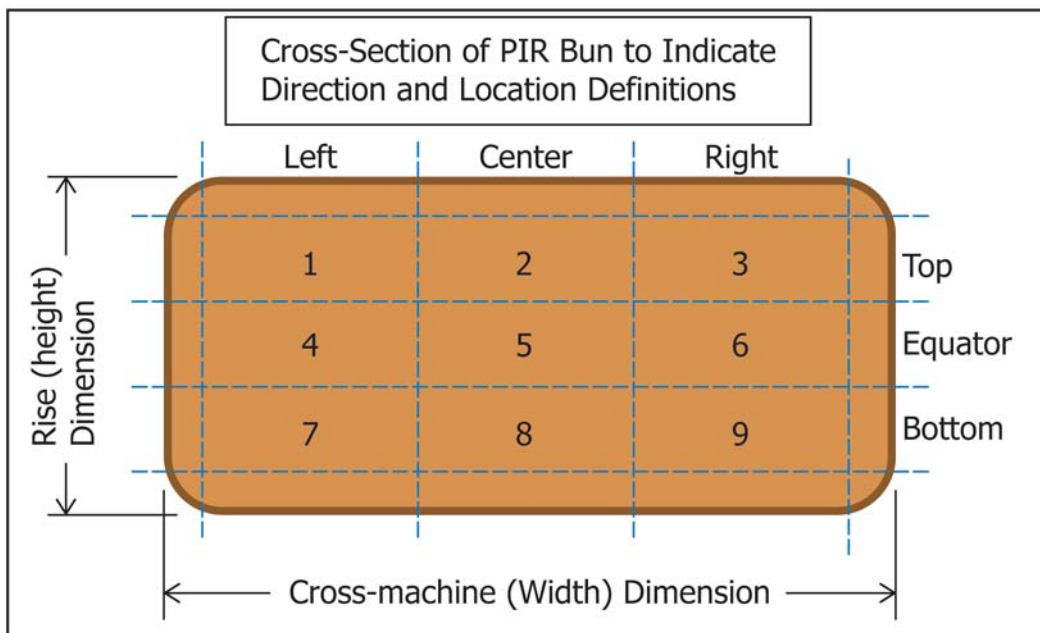 Cross-Section of PIR Bun to Indicate
Direction and Location Definitions
Left Center Right
1 2 3 Top
4 5 6 Equator
7 8 9 Bottom
Rise (height)
Dimension
Cross-machine (Width) Dimension